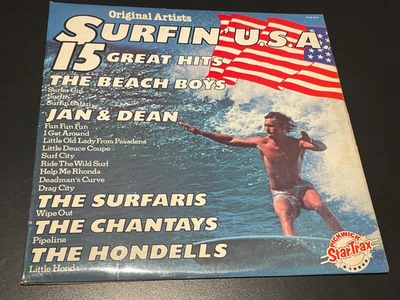 Original Artists
SURFIN' U.S.A
15 GREAT HITS
THE BEACH BOYS
Surfer Girl
Surfin'
Surfin Safari
JAN & DEAN
Fun Fun Fun
I Get Around
Little Old Lady From Pasadena
Little Deuce Coupe
Surf City
Ride The Wild Surf
Help Me Rhonda
Deadman's Curve
Drag City
THE SURFARIS
Wipe Out
THE CHANTAYS
Pipeline
THE HONDELLS
Little Honda
PICKWICK
StarTrax